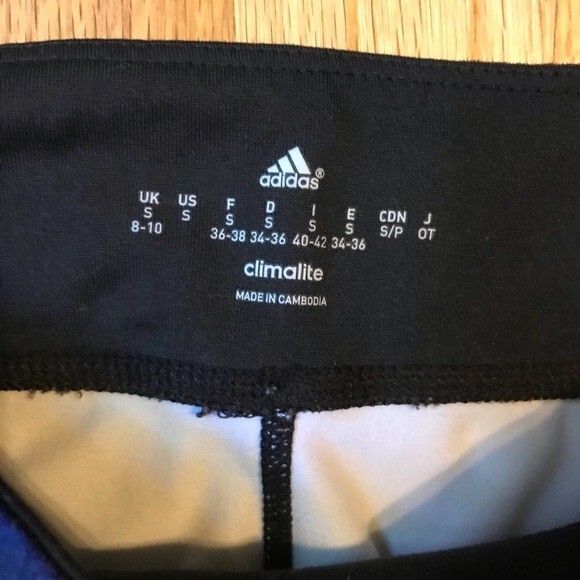 adidas®
UK US F D I E CDN J
S S S S S S S/P OT
8-10 36-38 34-36 40-42 34-36
climalite
MADE IN CAMBODIA